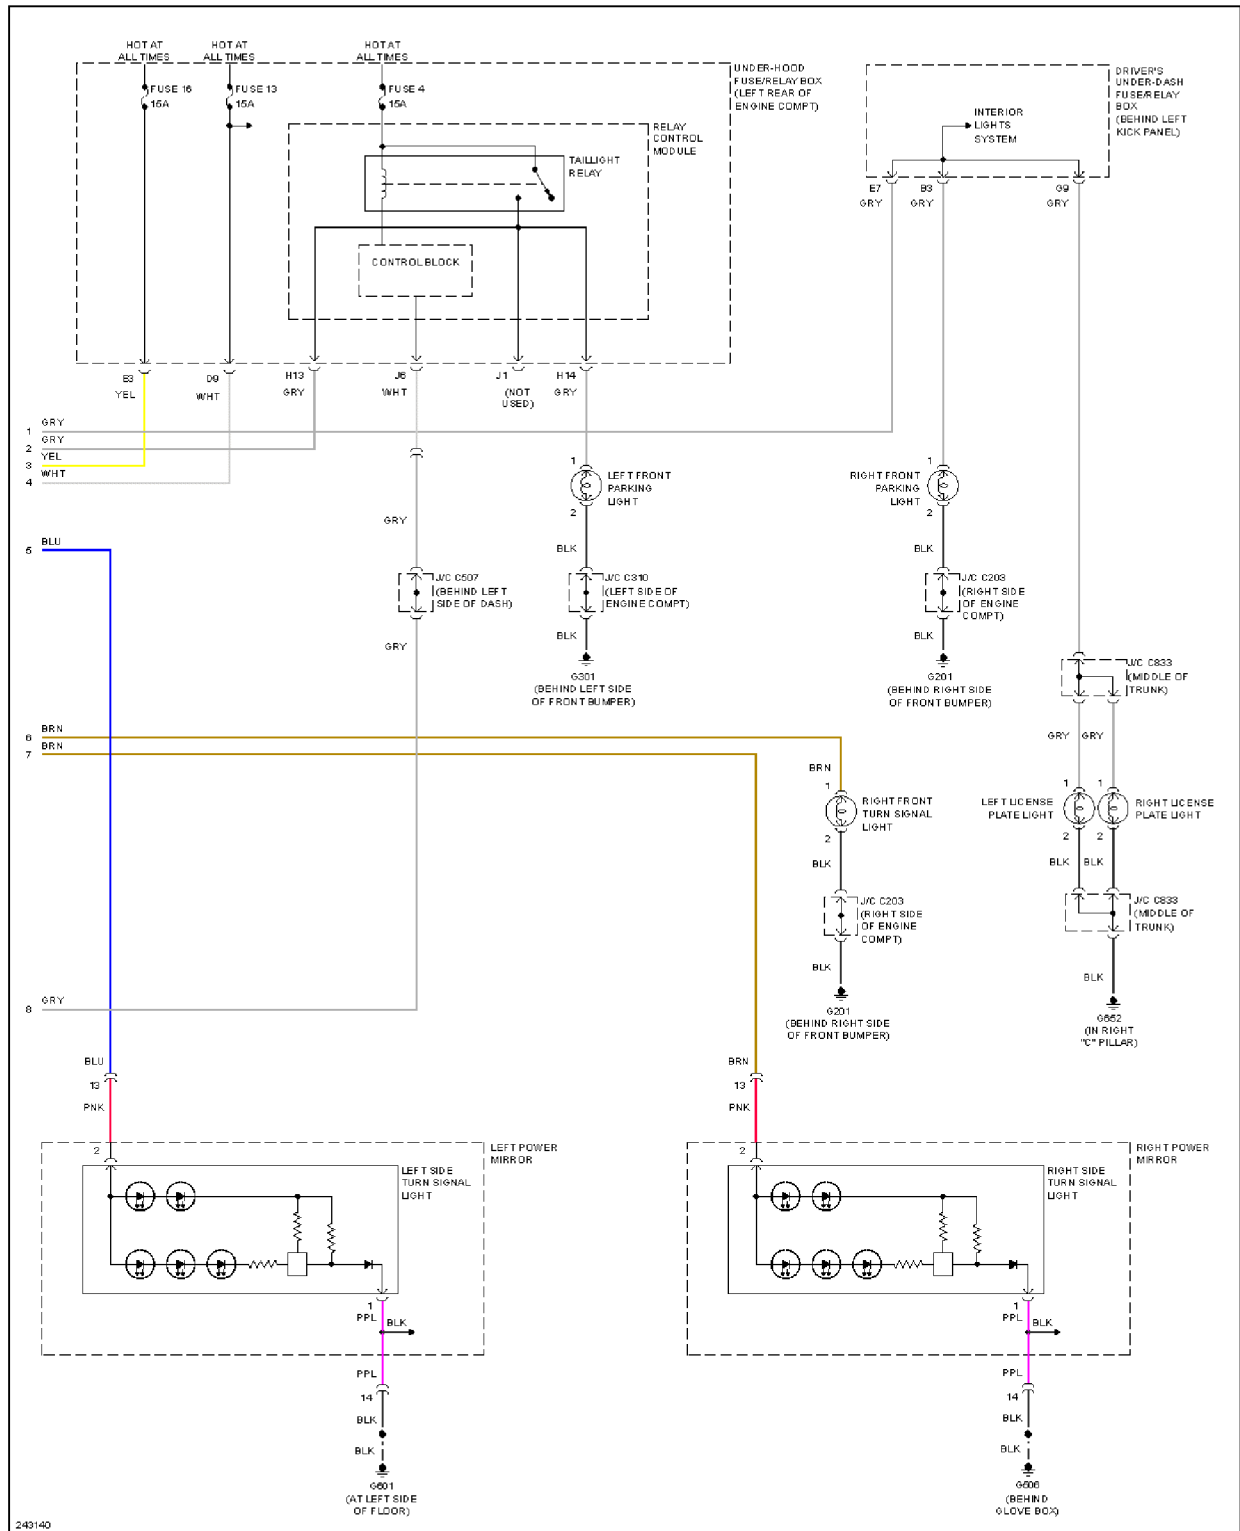 HOT AT
ALL TIMES
HOT AT
ALL TIMES
HOT AT
ALL TIMES
FUSE 16
15A
FUSE 13
15A
FUSE 4
15A
UNDER-HOOD
FUSE/RELAY BOX
(LEFT REAR OF
ENGINE COMPT)
RELAY
CONTROL
MODULE
TAILLIGHT
RELAY
CONTROL BLOCK
DRIVER'S
UNDER-DASH
FUSE/RELAY
BOX
(BEHIND LEFT
KICK PANEL)
INTERIOR
LIGHTS
SYSTEM
E7
GRY
B3
GRY
G9
GRY
B3
YEL
D9
WHT
H13
GRY
J6
WHT
J1
(NOT
USED)
H14
GRY
1 GRY
2 GRY
3 YEL
4 WHT
5 BLU
1
LEFT FRONT
PARKING
LIGHT
2
1
RIGHT FRONT
PARKING
LIGHT
2
GRY
BLK
BLK
J/C C507
(BEHIND LEFT
SIDE OF DASH)
J/C C310
(LEFT SIDE OF
ENGINE COMPT)
J/C C203
(RIGHT SIDE
OF ENGINE
COMPT)
GRY
BLK
BLK
G301
(BEHIND LEFT SIDE
OF FRONT BUMPER)
G201
(BEHIND RIGHT SIDE
OF FRONT BUMPER)
J/C C833
(MIDDLE OF
TRUNK)
GRY GRY
6 BRN
7 BRN
BRN
1
RIGHT FRONT
TURN SIGNAL
LIGHT
2
BLK
1 1
LEFT LICENSE
PLATE LIGHT
RIGHT LICENSE
PLATE LIGHT
2 2
BLK BLK
J/C C203
(RIGHT SIDE
OF ENGINE
COMPT)
J/C C833
(MIDDLE OF
TRUNK)
BLK
BLK
G201
(BEHIND RIGHT SIDE
OF FRONT BUMPER)
G652
(IN RIGHT
"C" PILLAR)
8 GRY
BLU
13
PNK
BRN
13
PNK
2
LEFT POWER
MIRROR
LEFT SIDE
TURN SIGNAL
LIGHT
2
RIGHT POWER
MIRROR
RIGHT SIDE
TURN SIGNAL
LIGHT
1
PPL
BLK
1
PPL
BLK
PPL
14
BLK
BLK
G601
(AT LEFT SIDE
OF FLOOR)
PPL
14
BLK
BLK
G506
(BEHIND
GLOVE BOX)
243140